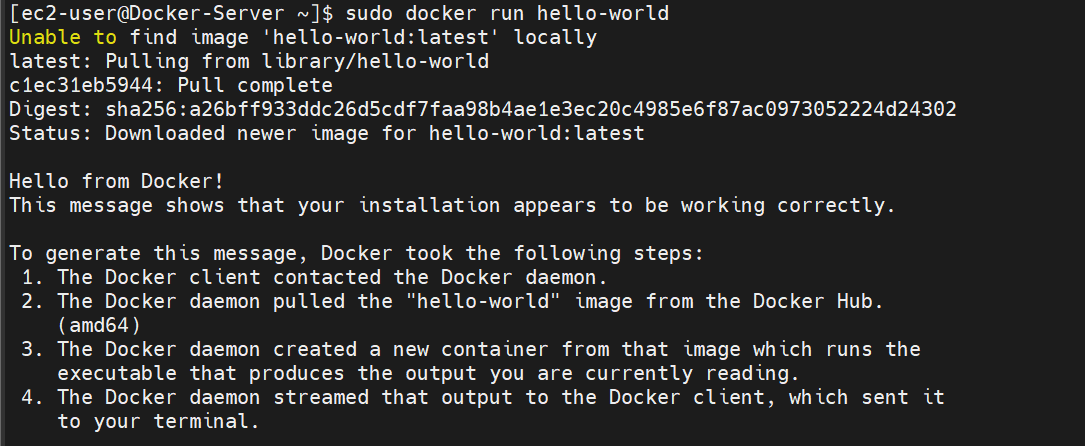 [ec2-user@Docker-Server ~]$ sudo docker run hello-world
Unable to find image 'hello-world:latest' locally
latest: Pulling from library/hello-world
c1ec31eb5944: Pull complete
Digest: sha256:a26bff933ddc26d5cdf7faa98b4ae1e3ec20c4985e6f87ac0973052224d24302
Status: Downloaded newer image for hello-world:latest

Hello from Docker!
This message shows that your installation appears to be working correctly.

To generate this message, Docker took the following steps:
 1. The Docker client contacted the Docker daemon.
 2. The Docker daemon pulled the "hello-world" image from the Docker Hub.
    (amd64)
 3. The Docker daemon created a new container from that image which runs the
    executable that produces the output you are currently reading.
 4. The Docker daemon streamed that output to the Docker client, which sent it
    to your terminal.